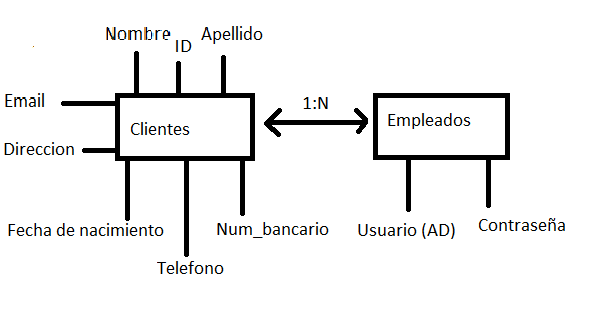 Nombre
ID
Apellido
Email
1:N
Clientes
Empleados
Direccion
Fecha de nacimiento
Num_bancario
Usuario (AD)
Contraseña
Telefono